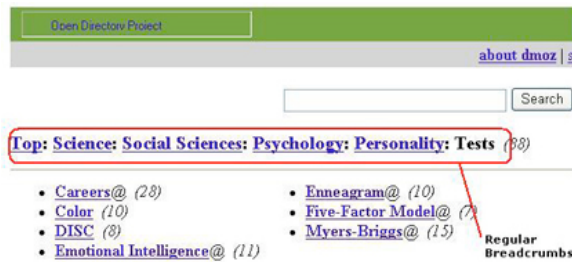 Open Directory Project
about dmoz |
Search
Top: Science: Social Sciences: Psychology: Personality: Tests (88)
• Careers@ (28)
• Color (10)
• DISC (8)
• Emotional Intelligence@ (11)
• Enneagram@ (10)
• Five-Factor Model@ (7)
• Myers-Briggs@ (15)
Regular
Breadcrumbs